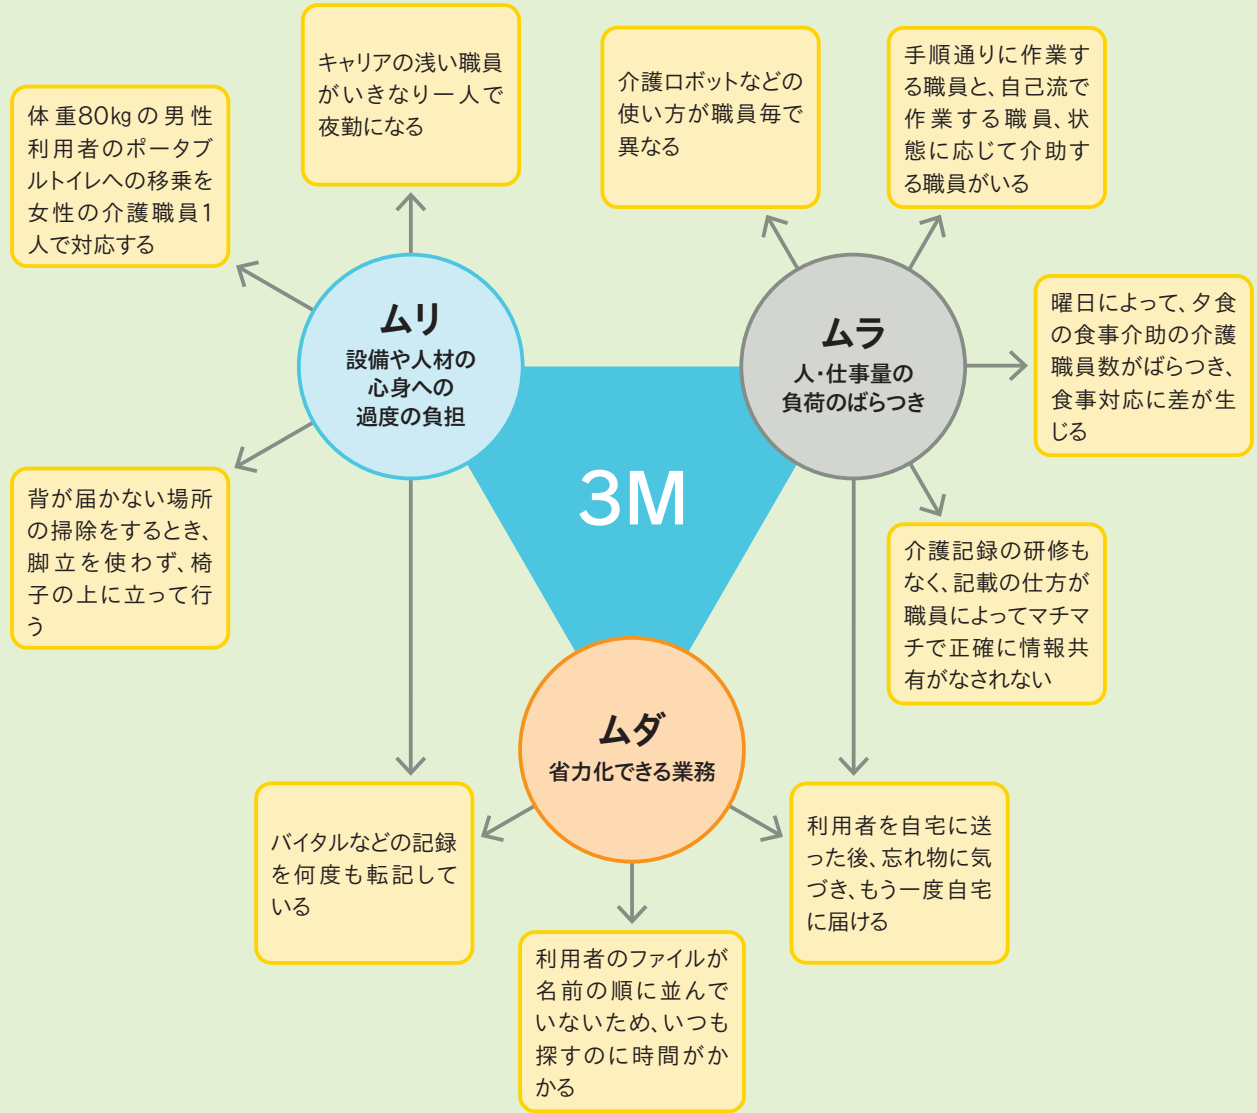 キャリアの浅い職員
がいきなり一人で
夜勤になる
介護ロボットなどの
使い方が職員毎で
異なる
手順通りに作業す
る職員と、自己流で
作業する職員、状
態に応じて介助す
る職員がいる
体重80kgの男性
利用者のポータブ
ルトイレへの移乗を
女性の介護職員1
人で対応する
ムリ
設備や人材の
心身への
過度の負担
ムラ
人・仕事量の
負荷のばらつき
曜日によって、夕食
の食事介助の介護
職員数がばらつき、
食事対応に差が生
じる
3M
背が届かない場所
の掃除をするとき、
脚立を使わず、椅
子の上に立って行
う
介護記録の研修も
なく、記載の仕方が
職員によってマチマ
チで正確に情報共
有がなされない
ムダ
省力化できる業務
バイタルなどの記録
を何度も転記して
いる
利用者を自宅に送
った後、忘れ物に気
づき、もう一度自宅
に届ける
利用者のファイルが
名前の順に並んで
いないため、いつも
探すのに時間がか
かる